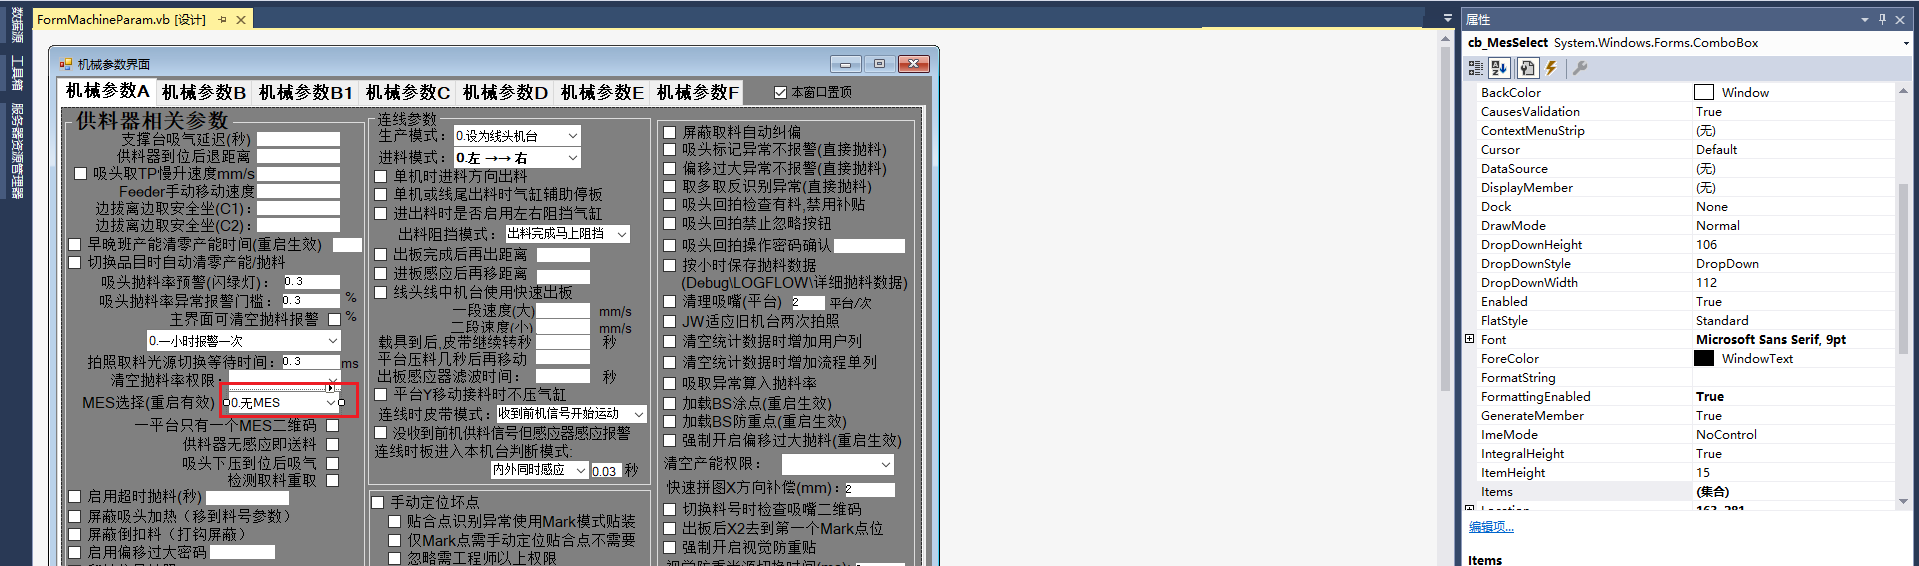 FormMachineParam.vb [设计]
数据源
工具箱
服务器资源管理器
机械参数界面
机械参数A 机械参数B 机械参数B1 机械参数C 机械参数D 机械参数E 机械参数F 本窗口置顶
供料器相关参数
支撑台吸气延迟(秒)
供料器到位后退距离
吸头取TP慢升速度mm/s
Feeder手动移动速度
边拔离边取安全坐(C1):
边拔离边取安全坐(C2):
早晚班产能清零产能时间(重启生效)
切换品目时自动清零产能/抛料
吸头抛料率预警(闪绿灯): 0.3
吸头抛料率异常报警门槛: 0.3 %
主界面可清空抛料报警 %
0.一小时报警一次
拍照取料光源切换等待时间: 0.3 ms
清空抛料率权限:
MES选择(重启有效) 0.无MES
一平台只有一个MES二维码
供料器无感应即送料
吸头下压到位后吸气
检测取料重取
启用超时抛料(秒)
屏蔽吸头加热（移到料号参数）
屏蔽倒扣料（打钩屏蔽）
启用偏移过大密码
连线参数
生产模式: 0.设为线头机台
进料模式: 0.左 →→ 右
单机时进料方向出料
单机或线尾出料时气缸辅助停板
进出料时是否启用左右阻挡气缸
出料阻挡模式: 出料完成马上阻挡
出板完成后再出距离
进板感应后再移距离
线头线中机台使用快速出板
一段速度(大) mm/s
二段速度(小) mm/s
载具到后,皮带继续转秒 秒
平台压料几秒后再移动
出板感应器滤波时间: 秒
平台Y移动接料时不压气缸
连线时皮带模式: 收到前机信号开始运动
没收到前机供料信号但感应器感应报警
连线时板进入本机台判断模式:
内外同时感应 0.03 秒
手动定位坏点
贴合点识别异常使用Mark模式贴装
仅Mark点需手动定位贴合点不需要
忽略需工程师以上权限
屏蔽取料自动纠偏
吸头标记异常不报警(直接抛料)
偏移过大异常不报警(直接抛料)
取多取反识别异常(直接抛料)
吸头回拍检查有料,禁用补贴
吸头回拍禁止忽略按钮
吸头回拍操作密码确认
按小时保存抛料数据
(Debug\LOGFLOW\详细抛料数据)
清理吸嘴(平台) 2 平台/次
JW适应旧机台两次拍照
清空统计数据时增加用户列
清空统计数据时增加流程单列
吸取异常算入抛料率
加载BS涂点(重启生效)
加载BS防重点(重启生效)
强制开启偏移过大抛料(重启生效)
清空产能权限:
快速拼图X方向补偿(mm): 2
切换料号时检查吸嘴二维码
出板后X2去到第一个Mark点位
强制开启视觉防重贴
属性
cb_MesSelect System.Windows.Forms.ComboBox
BackColor Window
CausesValidation True
ContextMenuStrip (无)
Cursor Default
DataSource (无)
DisplayMember (无)
Dock None
DrawMode Normal
DropDownHeight 106
DropDownStyle DropDown
DropDownWidth 112
Enabled True
FlatStyle Standard
Font Microsoft Sans Serif, 9pt
ForeColor WindowText
FormatString
FormattingEnabled True
GenerateMember True
ImeMode NoControl
IntegralHeight True
ItemHeight 15
Items (集合)
Location 163, 281
编辑项...
Items